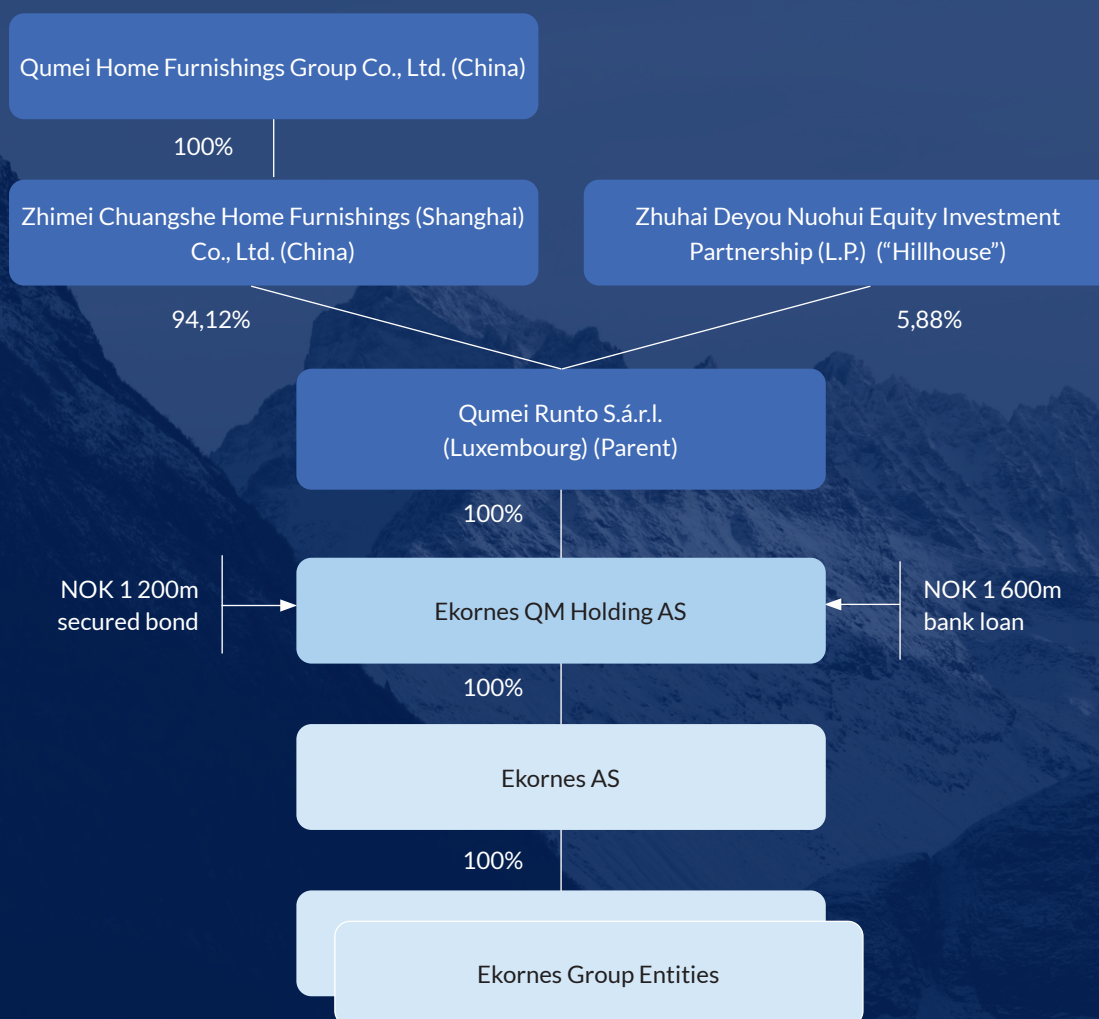 Qumei Home Furnishings Group Co., Ltd. (China)
100%
Zhimei Chuangshe Home Furnishings (Shanghai)
Co., Ltd. (China)
Zhuhai Deyou Nuohui Equity Investment
Partnership (L.P.) (“Hillhouse”)
94,12%
5,88%
Qumei Runto S.á.r.l.
(Luxembourg) (Parent)
100%
NOK 1 200m
secured bond
Ekornes QM Holding AS
NOK 1 600m
bank loan
100%
Ekornes AS
100%
Ekornes Group Entities